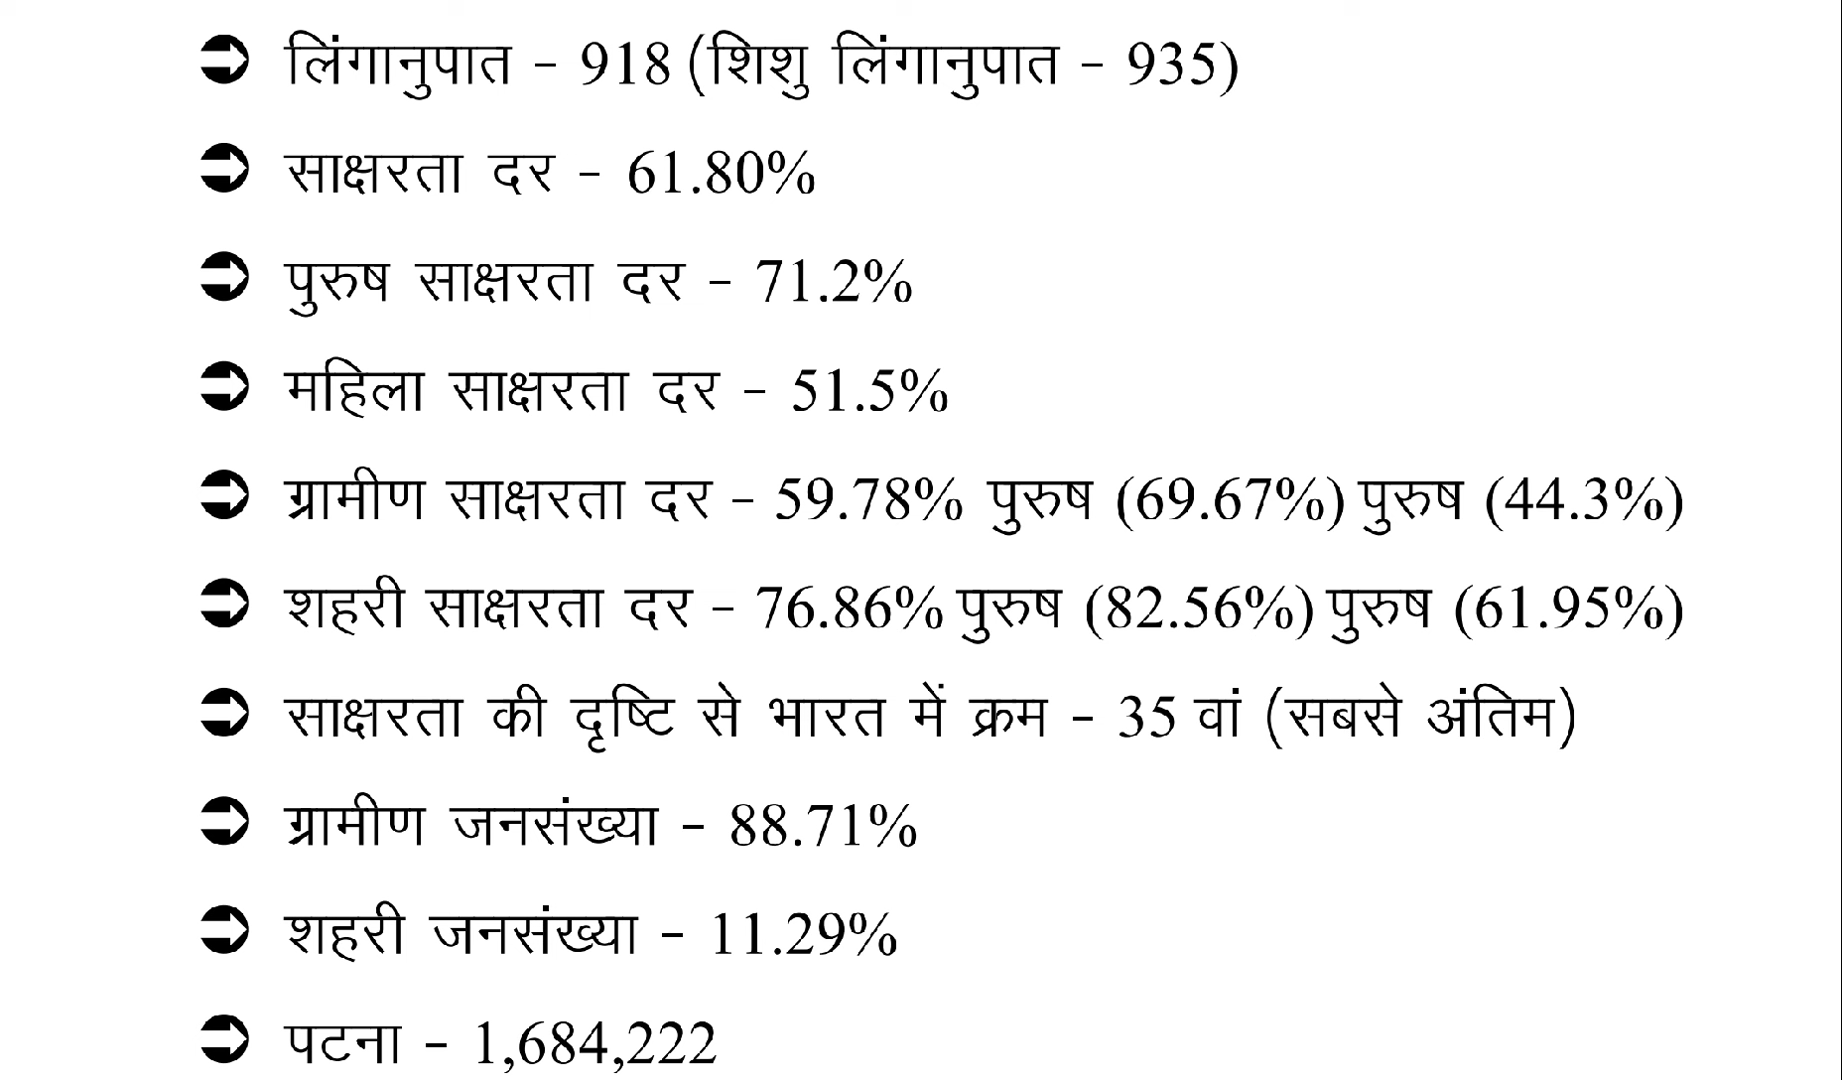 ➲ लिंगानुपात - 918 (शिशु लिंगानुपात - 935)
➲ साक्षरता दर - 61.80%
➲ पुरुष साक्षरता दर - 71.2%
➲ महिला साक्षरता दर - 51.5%
➲ ग्रामीण साक्षरता दर - 59.78% पुरुष (69.67%) पुरुष (44.3%)
➲ शहरी साक्षरता दर - 76.86% पुरुष (82.56%) पुरुष (61.95%)
➲ साक्षरता की दृष्टि से भारत में क्रम - 35 वां (सबसे अंतिम)
➲ ग्रामीण जनसंख्या - 88.71%
➲ शहरी जनसंख्या - 11.29%
➲ पटना - 1,684,222